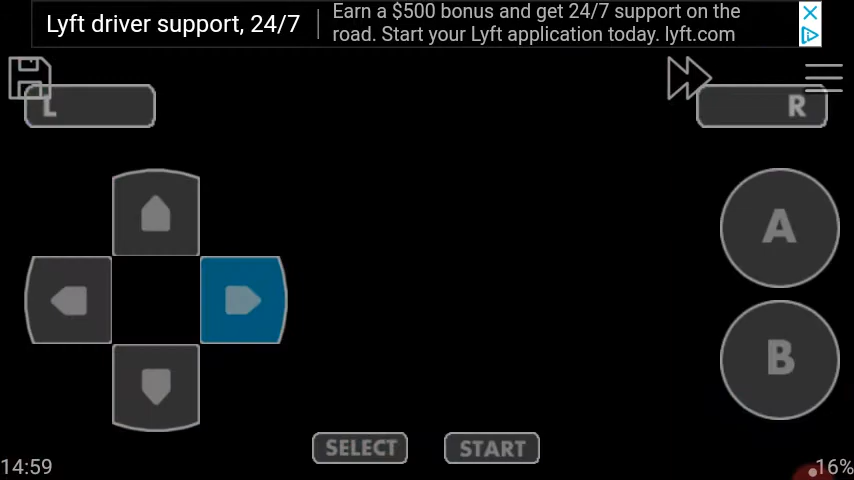 Lyft driver support, 24/7
Earn a $500 bonus and get 24/7 support on the
road. Start your Lyft application today. lyft.com
L
R
A
B
SELECT
START
14:59
16%